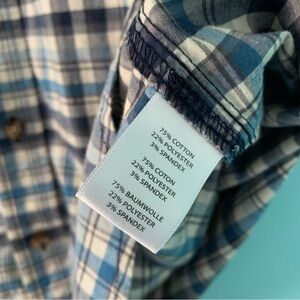 75% COTTON
22% POLYESTER
3% SPANDEX
75% COTON
22% POLYESTER
3% SPANDEX
75% BAUMWOLLE
22% POLYESTER
3% SPANDEX